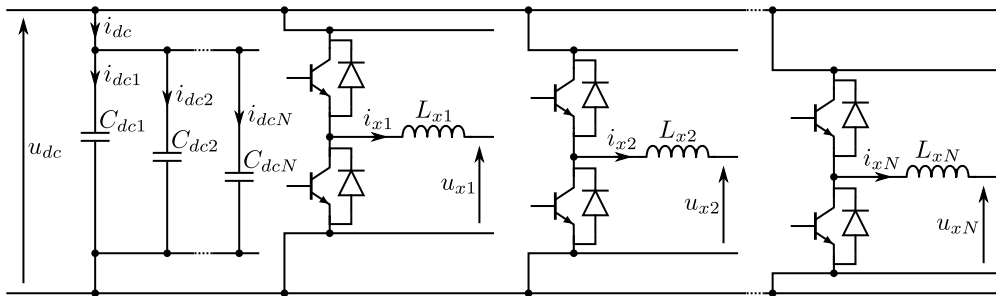 i_dc
i_dc1
i_dc2
i_dcN
C_dc1
C_dc2
C_dcN
u_dc
i_x1
L_x1
u_x1
i_x2
L_x2
u_x2
i_xN
L_xN
u_xN